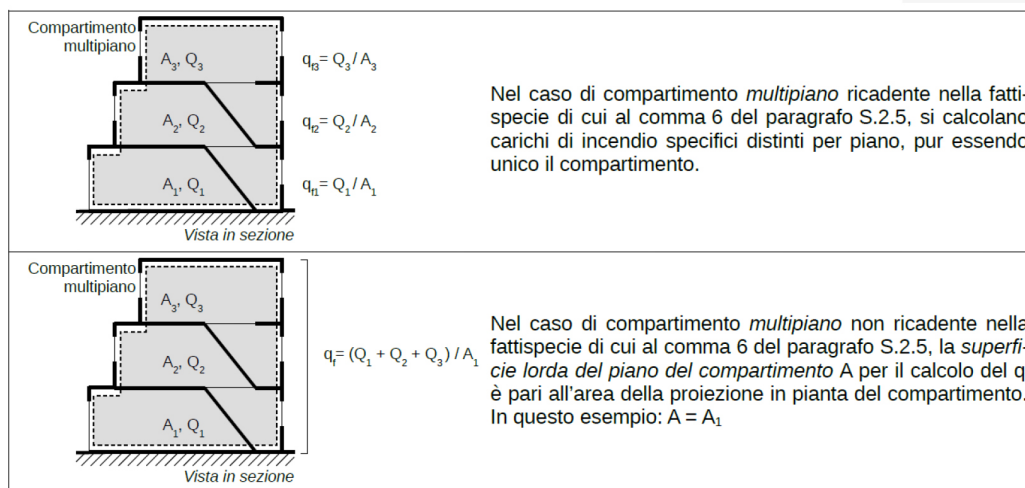 Compartimento
multipiano
A3, Q3
qf3= Q3 / A3
A2, Q2
qf2= Q2 / A2
A1, Q1
qf1= Q1 / A1
Vista in sezione
Nel caso di compartimento multipiano ricadente nella fatti-
specie di cui al comma 6 del paragrafo S.2.5, si calcolano
carichi di incendio specifici distinti per piano, pur essendo
unico il compartimento.
Compartimento
multipiano
A3, Q3
A2, Q2
qf= (Q1 + Q2 + Q3) / A1
A1, Q1
Vista in sezione
Nel caso di compartimento multipiano non ricadente nella
fattispecie di cui al comma 6 del paragrafo S.2.5, la superfi-
cie lorda del piano del compartimento A per il calcolo del q
è pari all'area della proiezione in pianta del compartimento.
In questo esempio: A = A1